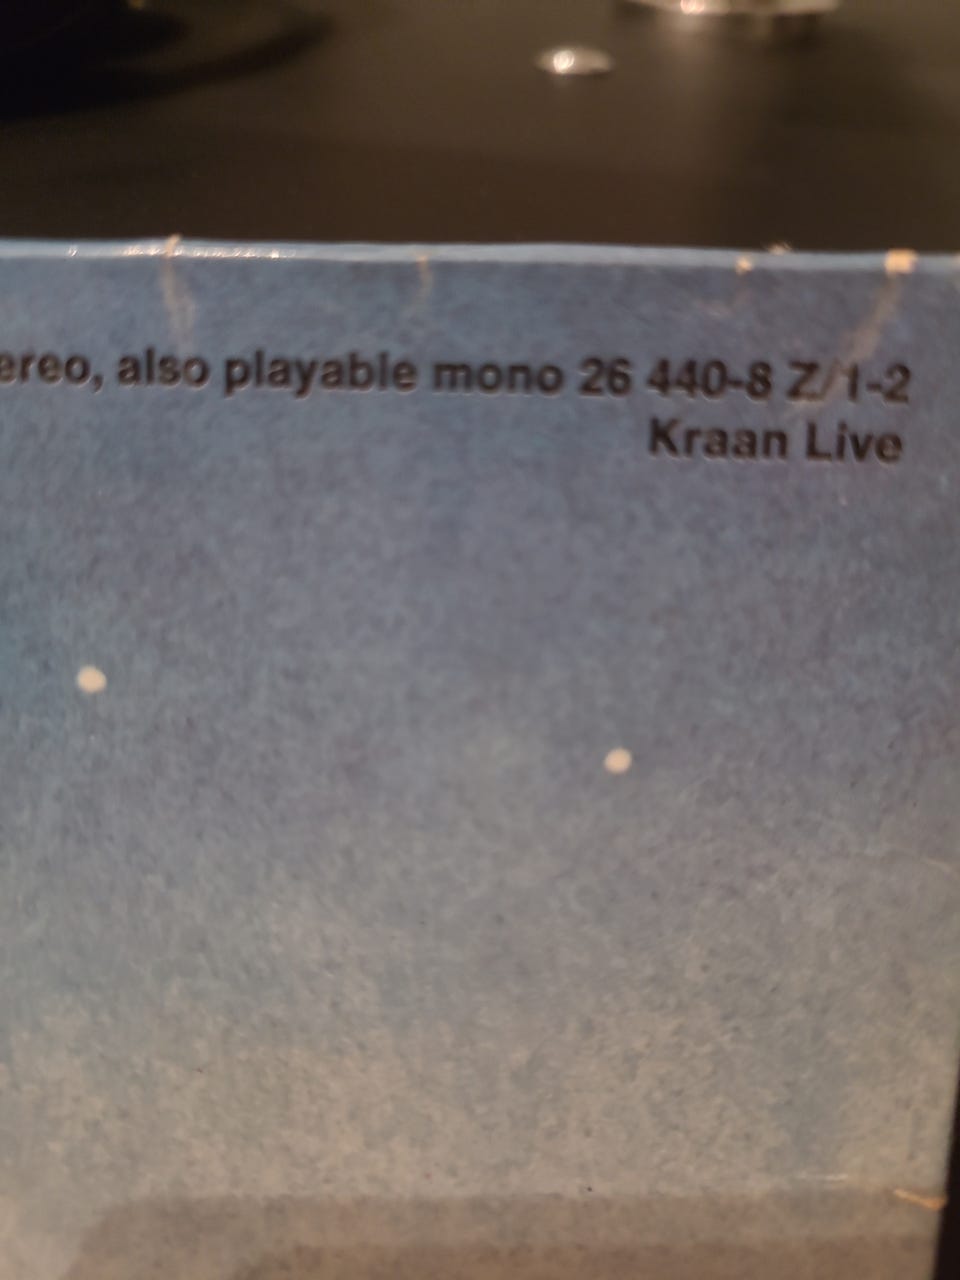 ereo, also playable mono 26 440-8 Z/1-2
Kraan Live